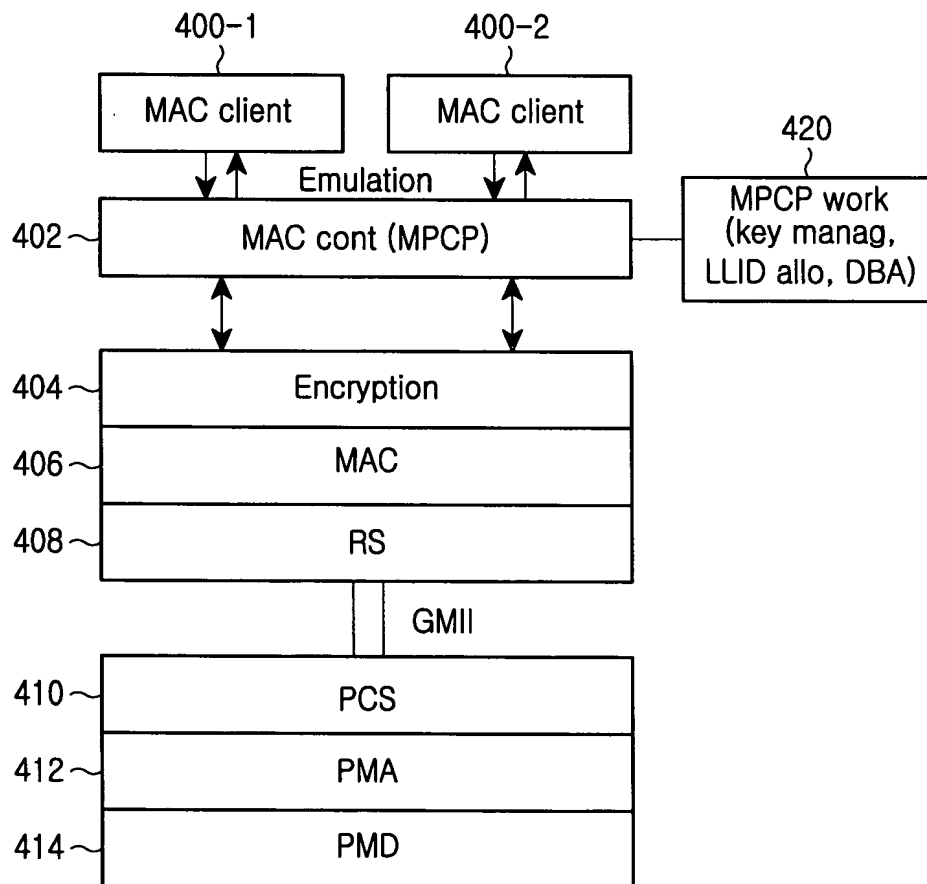 400-1
400-2
MAC client
MAC client
420
Emulation
MPCP work
(key manag,
LLID allo, DBA)
402
MAC cont (MPCP)
404
Encryption
406
MAC
408
RS
GMII
410
PCS
412
PMA
414
PMD